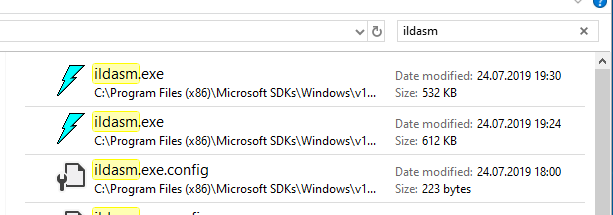 ildasm
ildasm.exe
Date modified: 24.07.2019 19:30
C:\Program Files (x86)\Microsoft SDKs\Windows\v1...
Size: 532 KB
ildasm.exe
Date modified: 24.07.2019 19:24
C:\Program Files (x86)\Microsoft SDKs\Windows\v1...
Size: 612 KB
ildasm.exe.config
Date modified: 24.07.2019 18:00
C:\Program Files (x86)\Microsoft SDKs\Windows\v1...
Size: 223 bytes